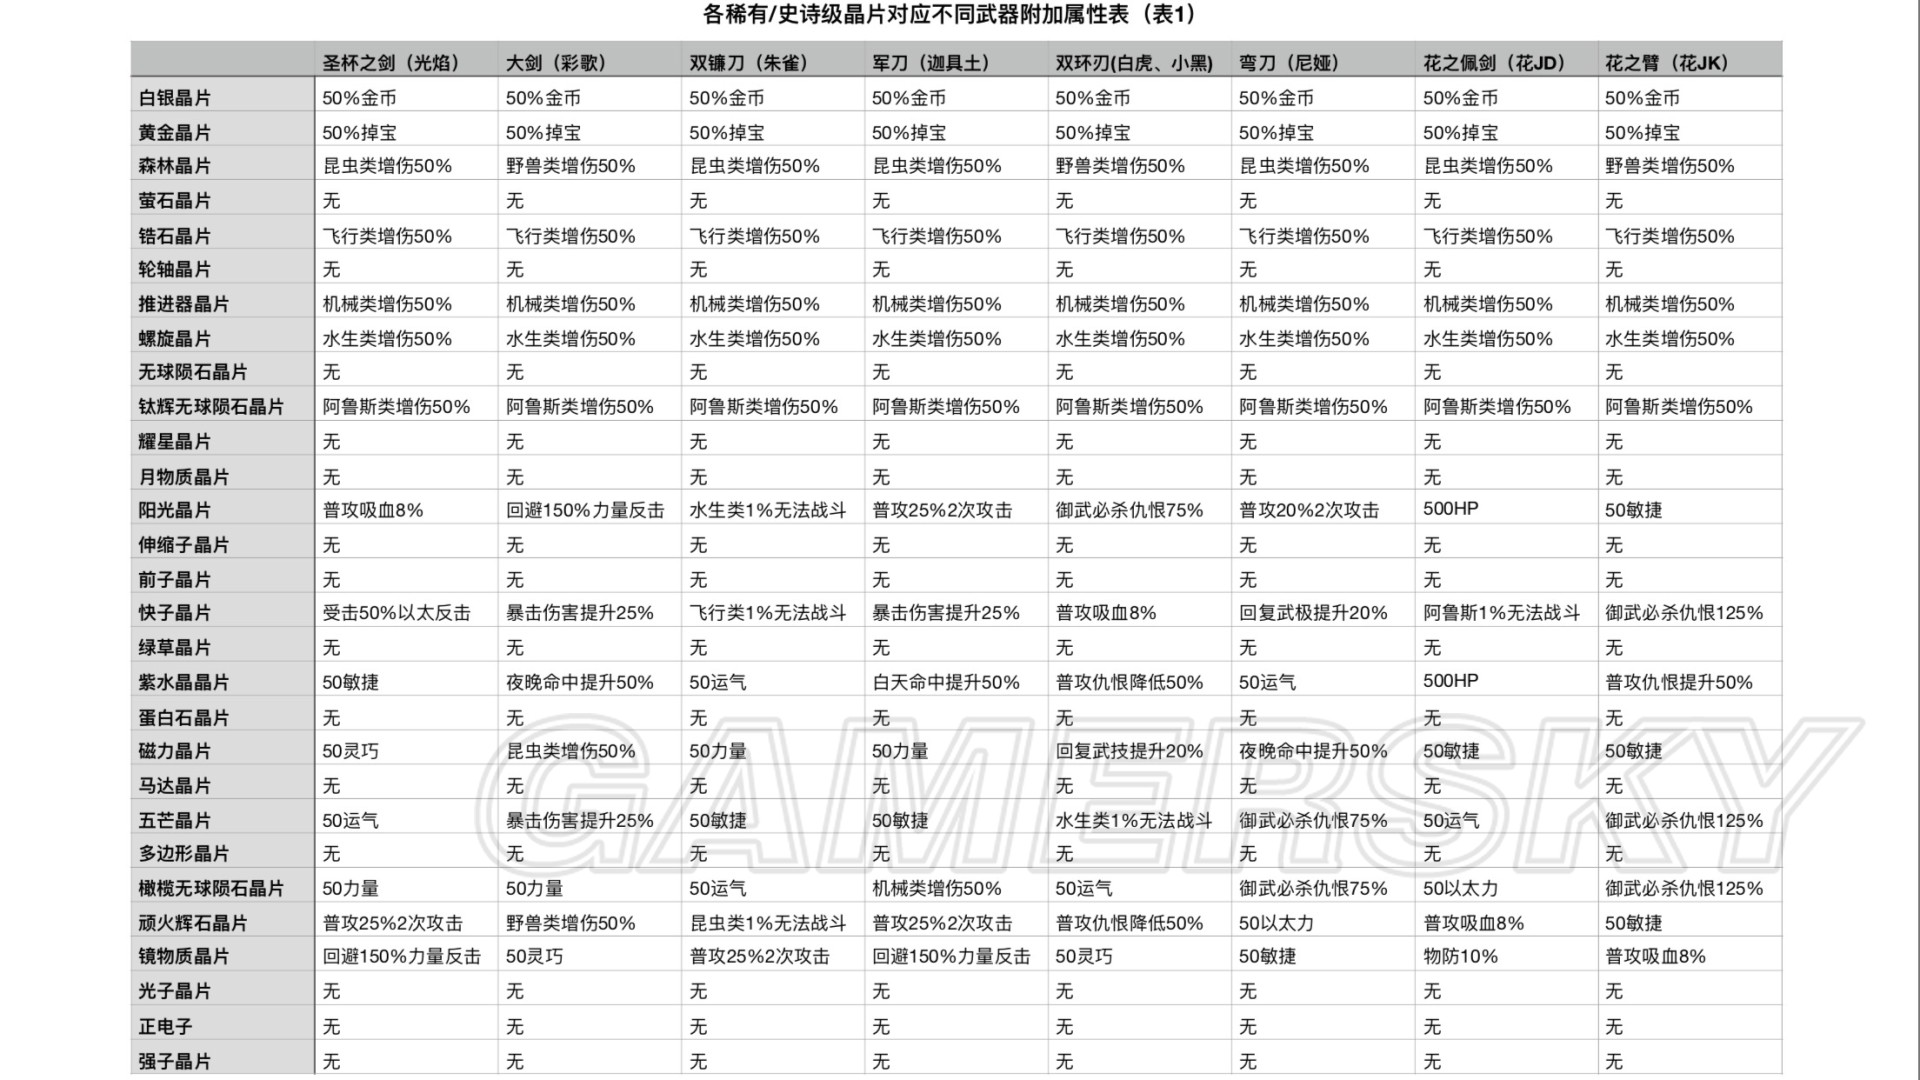 各稀有/史诗级晶片对应不同武器附加属性表（表1）
圣杯之剑（光焰） 大剑（彩歌） 双镰刀（朱雀） 军刀（迦具土） 双环刃(白虎、小黑) 弯刀（尼娅） 花之佩剑（花JD） 花之臂（花JK）
白银晶片 50%金币 50%金币 50%金币 50%金币 50%金币 50%金币 50%金币 50%金币
黄金晶片 50%掉宝 50%掉宝 50%掉宝 50%掉宝 50%掉宝 50%掉宝 50%掉宝 50%掉宝
森林晶片 昆虫类增伤50% 野兽类增伤50% 昆虫类增伤50% 昆虫类增伤50% 野兽类增伤50% 昆虫类增伤50% 昆虫类增伤50% 野兽类增伤50%
萤石晶片 无 无 无 无 无 无 无 无
锆石晶片 飞行类增伤50% 飞行类增伤50% 飞行类增伤50% 飞行类增伤50% 飞行类增伤50% 飞行类增伤50% 飞行类增伤50% 飞行类增伤50%
轮轴晶片 无 无 无 无 无 无 无 无
推进器晶片 机械类增伤50% 机械类增伤50% 机械类增伤50% 机械类增伤50% 机械类增伤50% 机械类增伤50% 机械类增伤50% 机械类增伤50%
螺旋晶片 水生类增伤50% 水生类增伤50% 水生类增伤50% 水生类增伤50% 水生类增伤50% 水生类增伤50% 水生类增伤50% 水生类增伤50%
无球陨石晶片 无 无 无 无 无 无 无 无
钛辉无球陨石晶片 阿鲁斯类增伤50% 阿鲁斯类增伤50% 阿鲁斯类增伤50% 阿鲁斯类增伤50% 阿鲁斯类增伤50% 阿鲁斯类增伤50% 阿鲁斯类增伤50% 阿鲁斯类增伤50%
耀星晶片 无 无 无 无 无 无 无 无
月物质晶片 无 无 无 无 无 无 无 无
阳光晶片 普攻吸血8% 回避150%力量反击 水生类1%无法战斗 普攻25%2次攻击 御武必杀仇恨75% 普攻20%2次攻击 500HP 50敏捷
伸缩子晶片 无 无 无 无 无 无 无 无
前子晶片 无 无 无 无 无 无 无 无
快子晶片 受击50%以太反击 暴击伤害提升25% 飞行类1%无法战斗 暴击伤害提升25% 普攻吸血8% 回复武极提升20% 阿鲁斯1%无法战斗 御武必杀仇恨125%
绿草晶片 无 无 无 无 无 无 无 无
紫水晶晶片 50敏捷 夜晚命中提升50% 50运气 白天命中提升50% 普攻仇恨降低50% 50运气 500HP 普攻仇恨提升50%
蛋白石晶片 无 无 无 无 无 无 无 无
磁力晶片 50灵巧 昆虫类增伤50% 50力量 50力量 回复武技提升20% 夜晚命中提升50% 50敏捷 50敏捷
马达晶片 无 无 无 无 无 无 无 无
五芒晶片 50运气 暴击伤害提升25% 50敏捷 50敏捷 水生类1%无法战斗 御武必杀仇恨75% 50运气 御武必杀仇恨125%
多边形晶片 无 无 无 无 无 无 无 无
橄榄无球陨石晶片 50力量 50力量 50运气 机械类增伤50% 50运气 御武必杀仇恨75% 50以太力 御武必杀仇恨125%
顽火辉石晶片 普攻25%2次攻击 野兽类增伤50% 昆虫类1%无法战斗 普攻25%2次攻击 普攻仇恨降低50% 50以太力 普攻吸血8% 50敏捷
镜物质晶片 回避150%力量反击 50灵巧 普攻25%2次攻击 回避150%力量反击 50灵巧 50敏捷 物防10% 普攻吸血8%
光子晶片 无 无 无 无 无 无 无 无
正电子 无 无 无 无 无 无 无 无
强子晶片 无 无 无 无 无 无 无 无
GAMERSKY